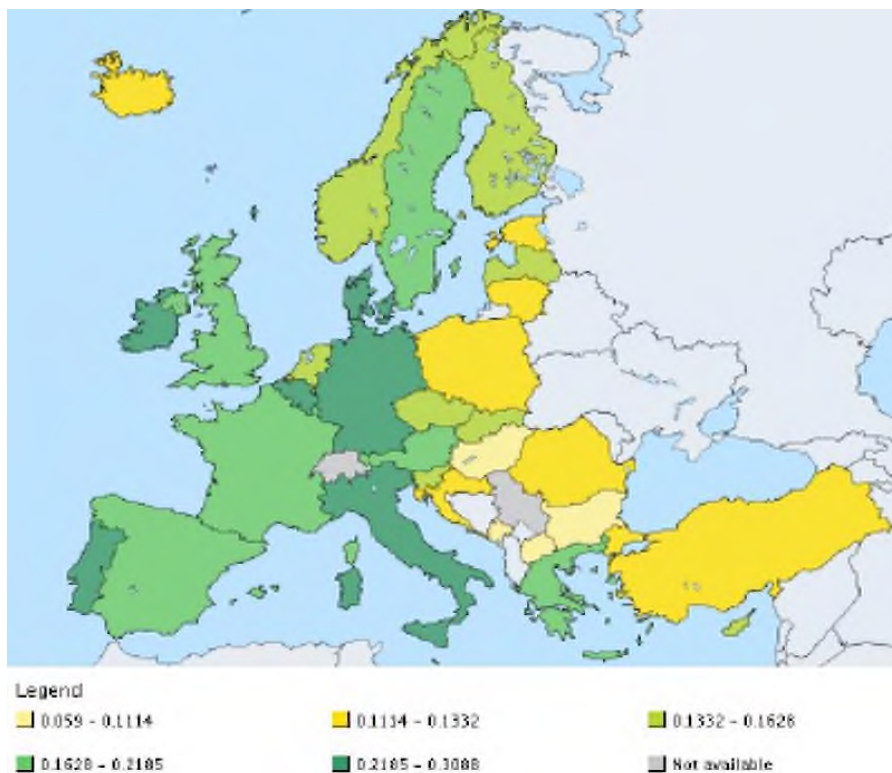 Legend
0.059 - 0.1114
0.1114 - 0.1332
0.1332 - 0.1628
0.1628 - 0.2185
0.2185 - 0.3088
Not available